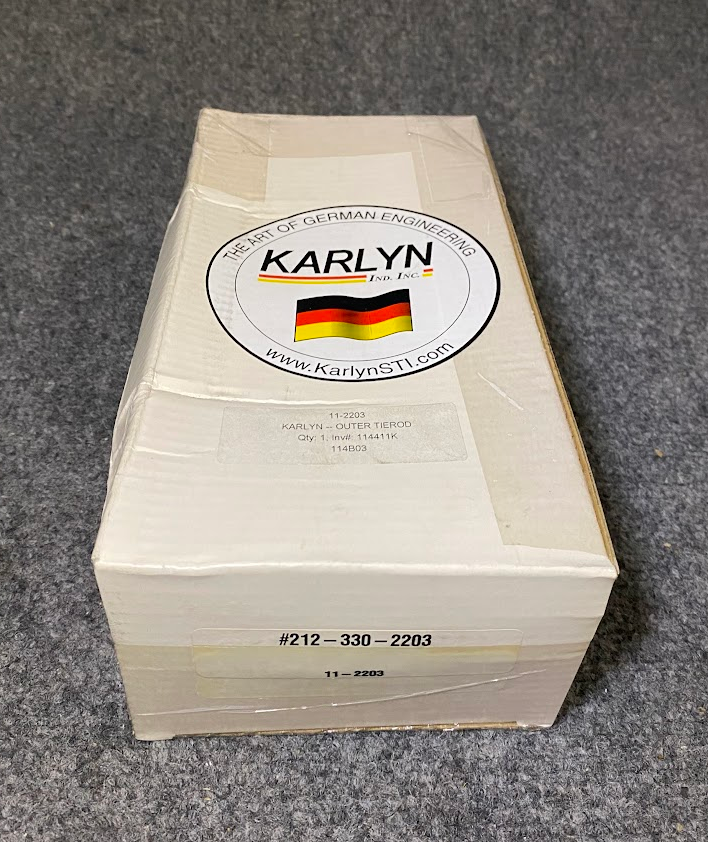 THE ART OF GERMAN ENGINEERING
KARLYN
IND. INC.
www.KarlynSTI.com
11-2203
KARLYN – OUTER TIEROD
Qty: 1, Inv#: 114411K
114B03
#212–330–2203
11–2203